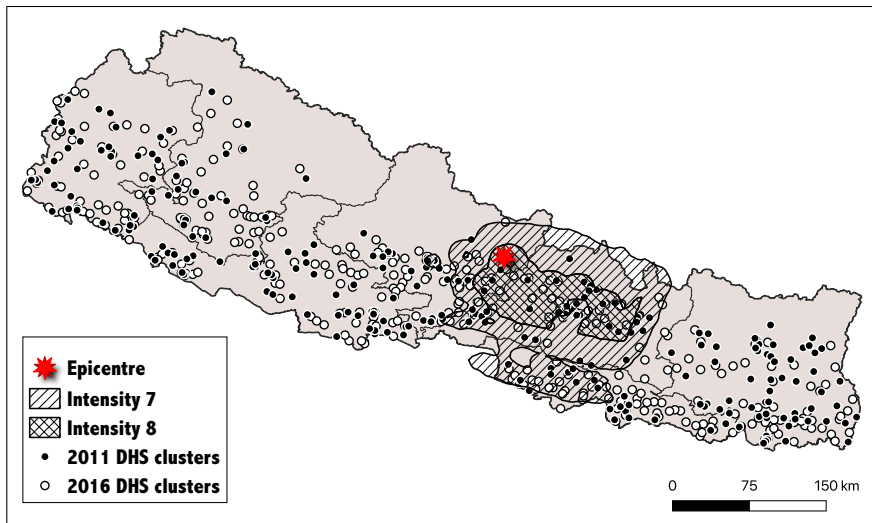 Epicentre
Intensity 7
Intensity 8
2011 DHS clusters
2016 DHS clusters
0 75 150 km